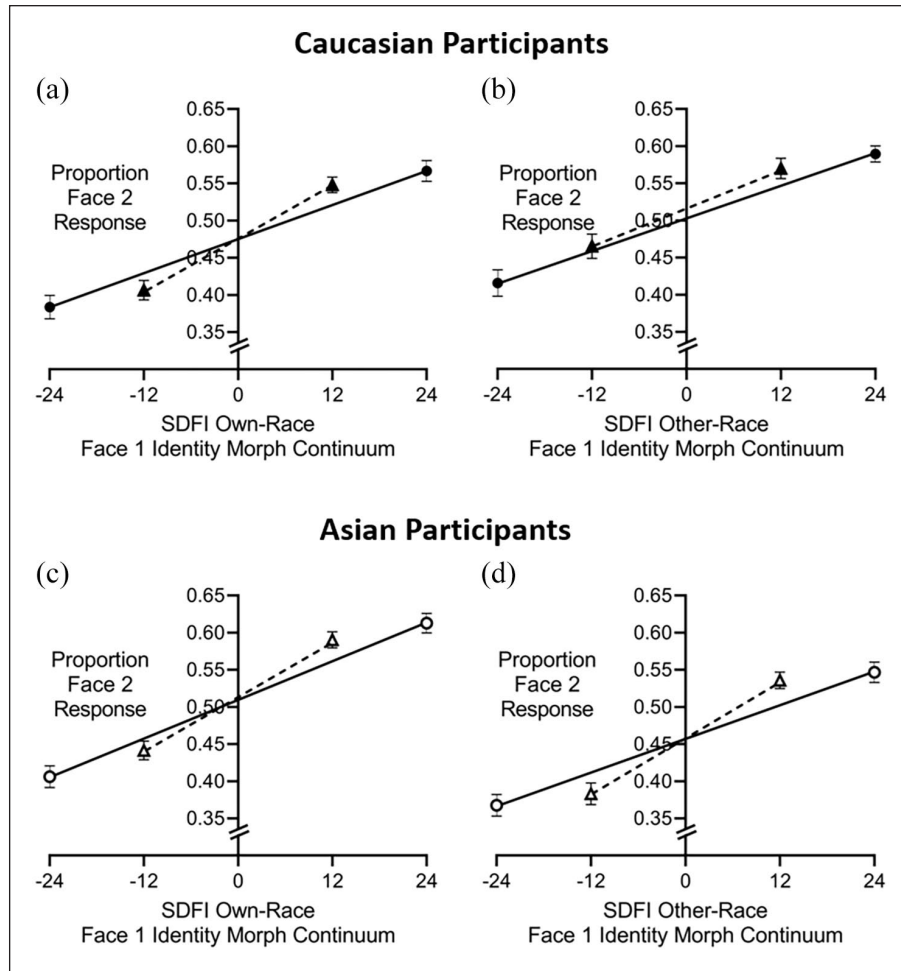 Caucasian Participants
(a)
0.65
0.60
Proportion
Face 2
Response
0.55
0.50
0.45
0.40
0.35
-24 -12 0 12 24
SDFI Own-Race
Face 1 Identity Morph Continuum
(b)
0.65
0.60
Proportion
Face 2
Response
0.55
0.50
0.45
0.40
0.35
-24 -12 0 12 24
SDFI Other-Race
Face 1 Identity Morph Continuum
Asian Participants
(c)
0.65
0.60
Proportion
Face 2
Response
0.55
0.50
0.45
0.40
0.35
-24 -12 0 12 24
SDFI Own-Race
Face 1 Identity Morph Continuum
(d)
0.65
0.60
Proportion
Face 2
Response
0.55
0.50
0.45
0.40
0.35
-24 -12 0 12 24
SDFI Other-Race
Face 1 Identity Morph Continuum